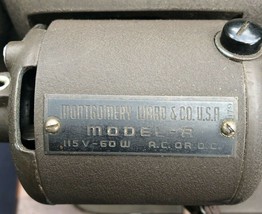 MONTGOMERY WARD & CO. U.S.A
MODEL-R
115V-60W A.C. OR D.C.